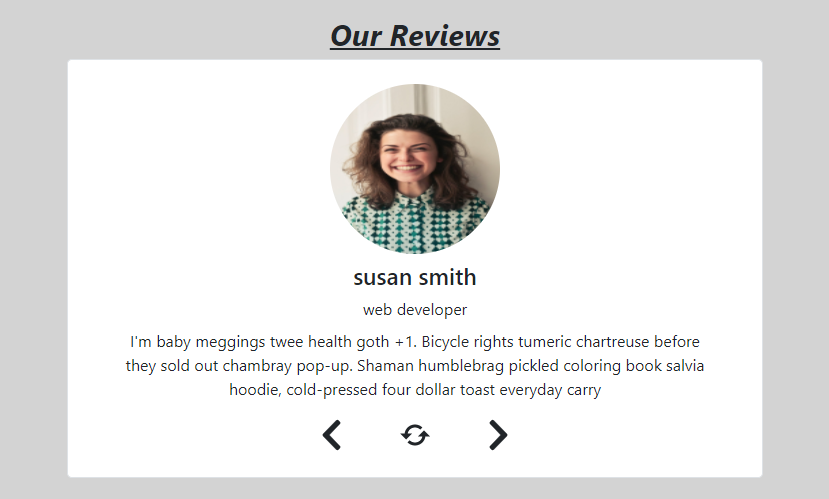 Our Reviews
susan smith
web developer
I'm baby meggings twee health goth +1. Bicycle rights tumeric chartreuse before
they sold out chambray pop-up. Shaman humblebrag pickled coloring book salvia
hoodie, cold-pressed four dollar toast everyday carry